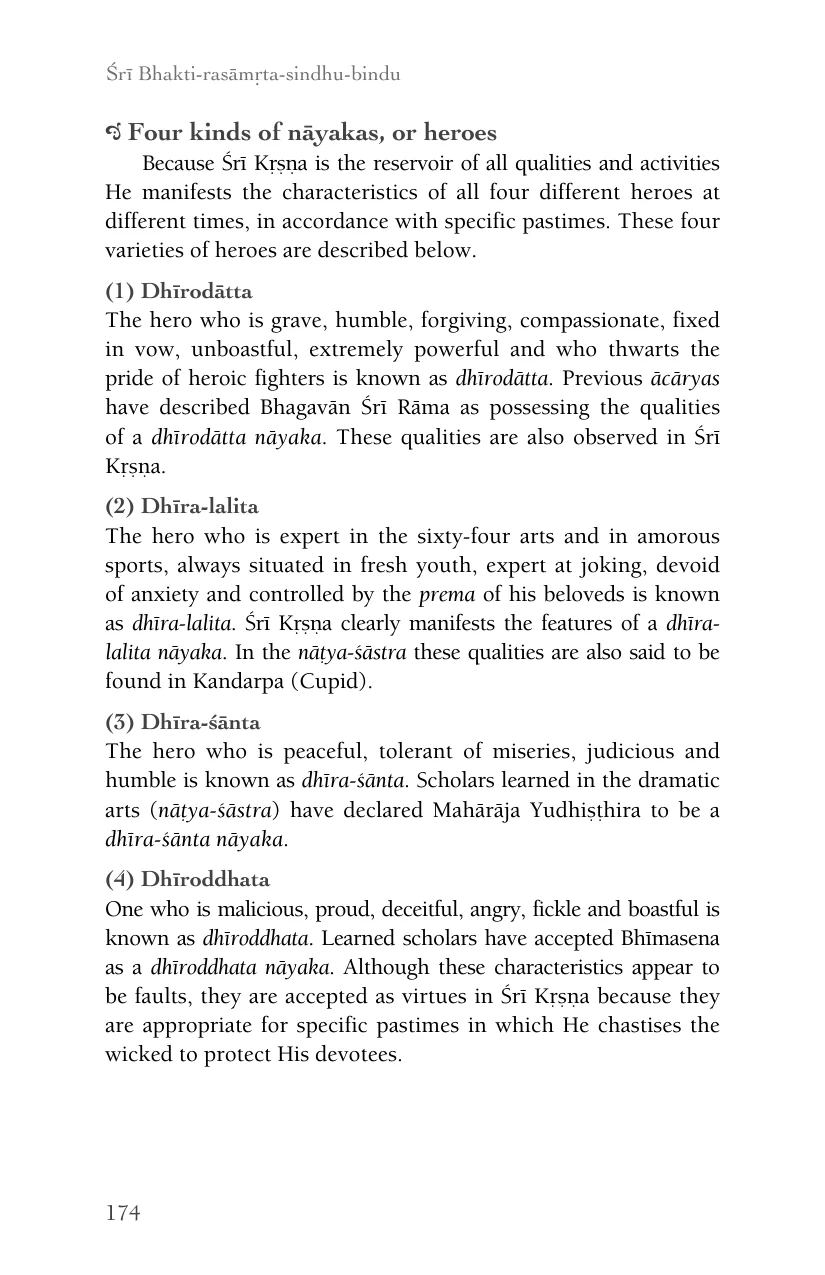 Śrī Bhakti-rasāmṛta-sindhu-bindu
Four kinds of nāyakas, or heroes
Because Śrī Kṛṣṇa is the reservoir of all qualities and activities
He manifests the characteristics of all four different heroes at
different times, in accordance with specific pastimes. These four
varieties of heroes are described below.
(1) Dhīrodātta
The hero who is grave, humble, forgiving, compassionate, fixed
in vow, unboastful, extremely powerful and who thwarts the
pride of heroic fighters is known as dhīrodātta. Previous ācāryas
have described Bhagavān Śrī Rāma as possessing the qualities
of a dhīrodātta nāyaka. These qualities are also observed in Śrī
Kṛṣṇa.
(2) Dhīra-lalita
The hero who is expert in the sixty-four arts and in amorous
sports, always situated in fresh youth, expert at joking, devoid
of anxiety and controlled by the prema of his beloveds is known
as dhīra-lalita. Śrī Kṛṣṇa clearly manifests the features of a dhīra-
lalita nāyaka. In the nāṭya-śāstra these qualities are also said to be
found in Kandarpa (Cupid).
(3) Dhīra-śānta
The hero who is peaceful, tolerant of miseries, judicious and
humble is known as dhīra-śānta. Scholars learned in the dramatic
arts (nāṭya-śāstra) have declared Mahārāja Yudhiṣṭhira to be a
dhīra-śānta nāyaka.
(4) Dhīroddhata
One who is malicious, proud, deceitful, angry, fickle and boastful is
known as dhīroddhata. Learned scholars have accepted Bhīmasena
as a dhīroddhata nāyaka. Although these characteristics appear to
be faults, they are accepted as virtues in Śrī Kṛṣṇa because they
are appropriate for specific pastimes in which He chastises the
wicked to protect His devotees.
174